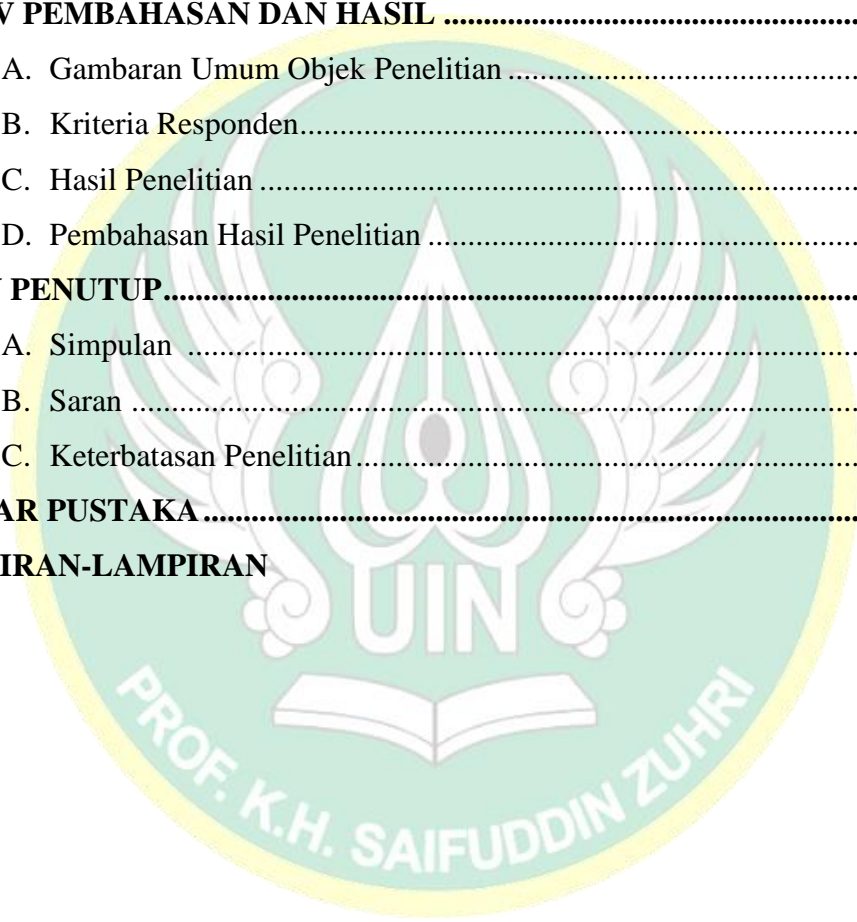 V PEMBAHASAN DAN HASIL ........................................................
A. Gambaran Umum Objek Penelitian ...............................................
B. Kriteria Responden.........................................................................
C. Hasil Penelitian ..............................................................................
D. Pembahasan Hasil Penelitian .........................................................
PENUTUP.........................................................................................
A. Simpulan .......................................................................................
B. Saran .............................................................................................
C. Keterbatasan Penelitian..................................................................
AR PUSTAKA ..................................................................................
IRAN-LAMPIRAN
UIN
PROF. K.H. SAIFUDDIN ZUHRI